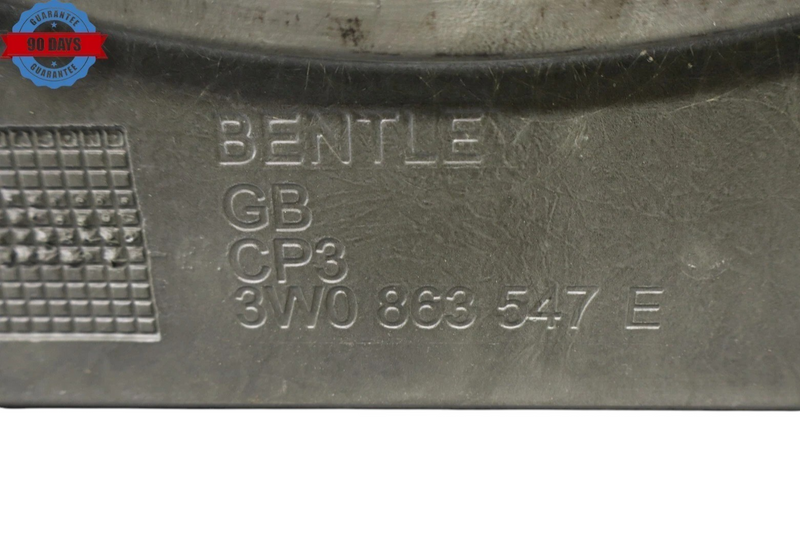 GUARANTEE
90 DAYS
GUARANTEE
BENTLEY
GB
CP3
3W0 863 547 E